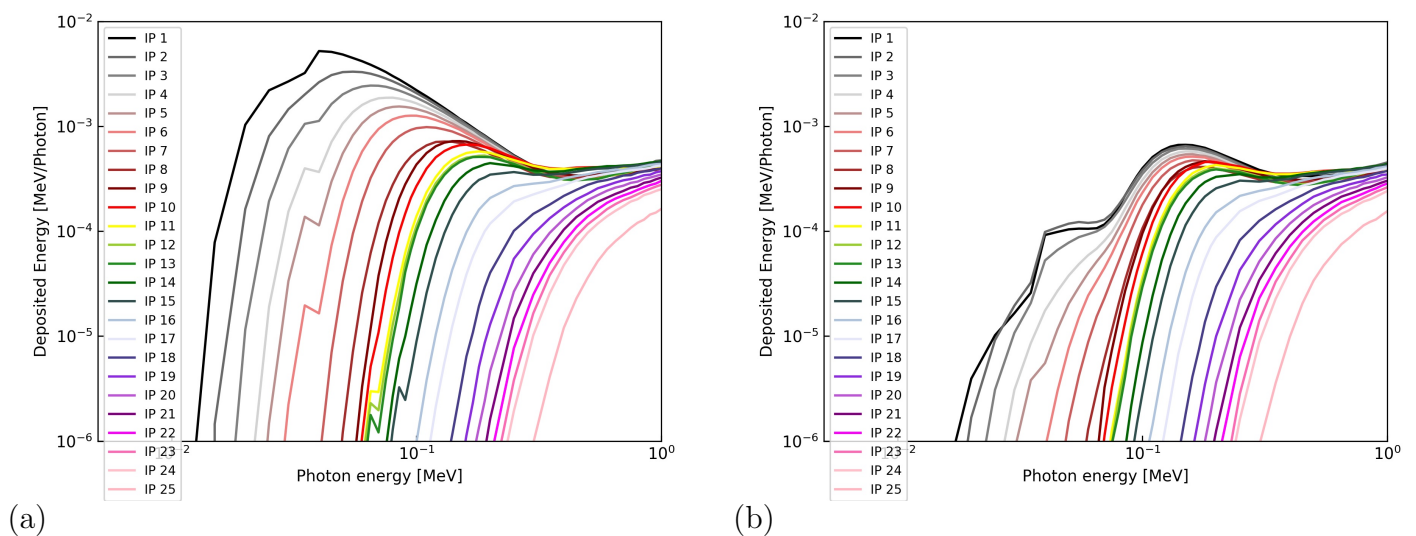 10⁻²
10⁻³
10⁻⁴
10⁻⁵
10⁻⁶
Deposited Energy [MeV/Photon]
IP 1
IP 2
IP 3
IP 4
IP 5
IP 6
IP 7
IP 8
IP 9
IP 10
IP 11
IP 12
IP 13
IP 14
IP 15
IP 16
IP 17
IP 18
IP 19
IP 20
IP 21
IP 22
IP 23
IP 24
IP 25
10⁻²
10⁻¹
10⁰
Photon energy [MeV]
(a)
10⁻²
10⁻³
10⁻⁴
10⁻⁵
10⁻⁶
Deposited Energy [MeV/Photon]
IP 1
IP 2
IP 3
IP 4
IP 5
IP 6
IP 7
IP 8
IP 9
IP 10
IP 11
IP 12
IP 13
IP 14
IP 15
IP 16
IP 17
IP 18
IP 19
IP 20
IP 21
IP 22
IP 23
IP 24
IP 25
10⁻²
10⁻¹
10⁰
Photon energy [MeV]
(b)